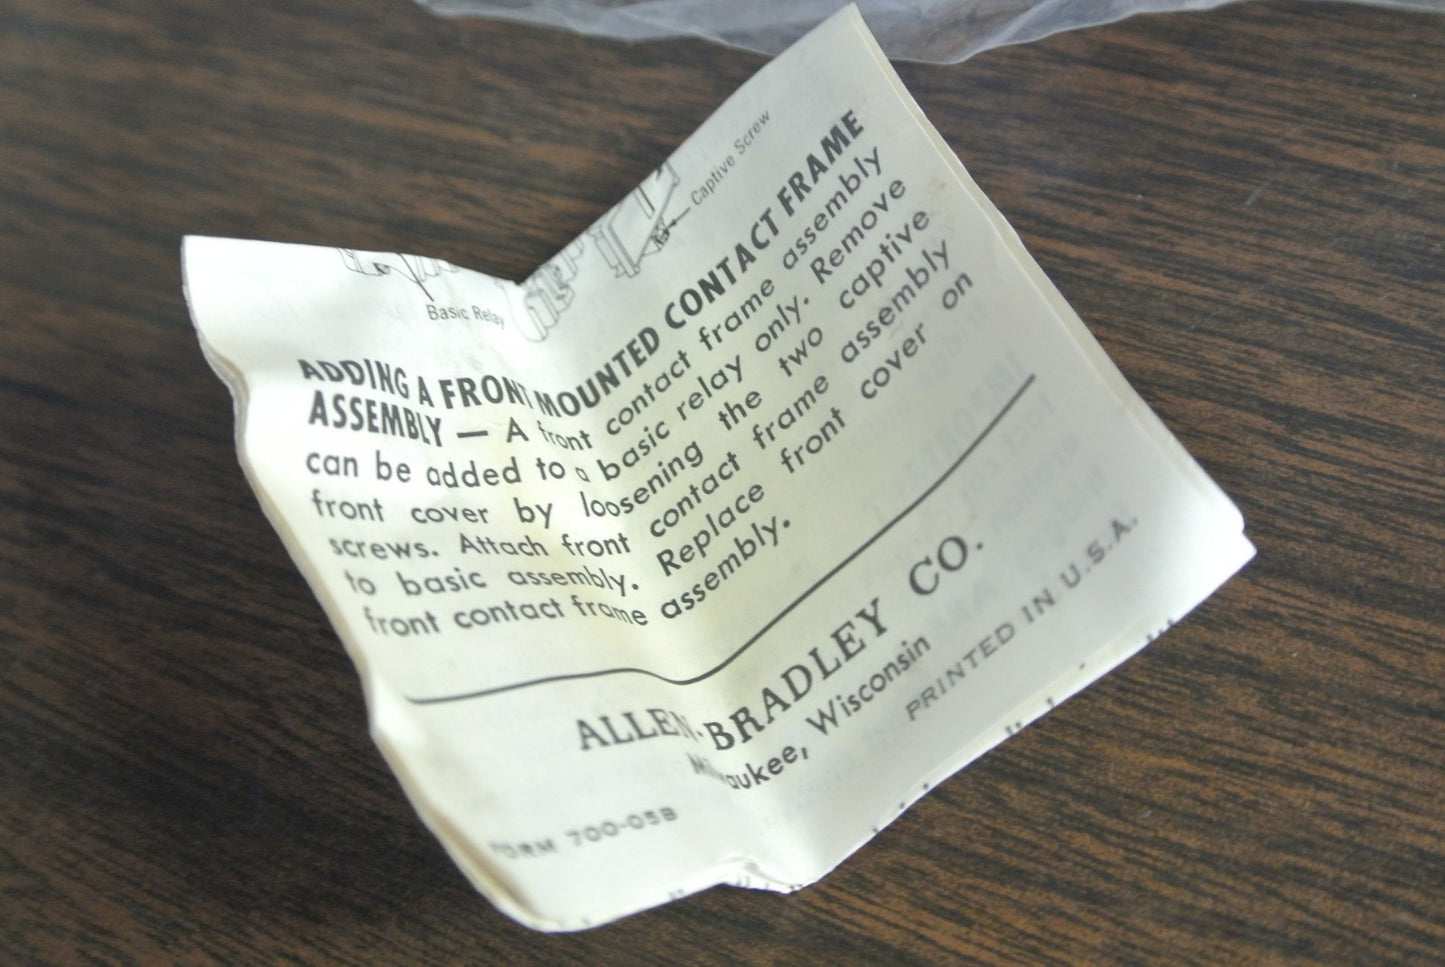 Captive Screw
Basic Relay
ADDING A FRONT MOUNTED CONTACT FRAME
ASSEMBLY — A front contact frame assembly
can be added to a basic relay only. Remove
front cover by loosening the two captive
screws. Attach front contact frame assembly
to basic assembly. Replace front cover on
front contact frame assembly.
ALLEN-BRADLEY CO.
Milwaukee, Wisconsin
FORM 700-05B PRINTED IN U.S.A.